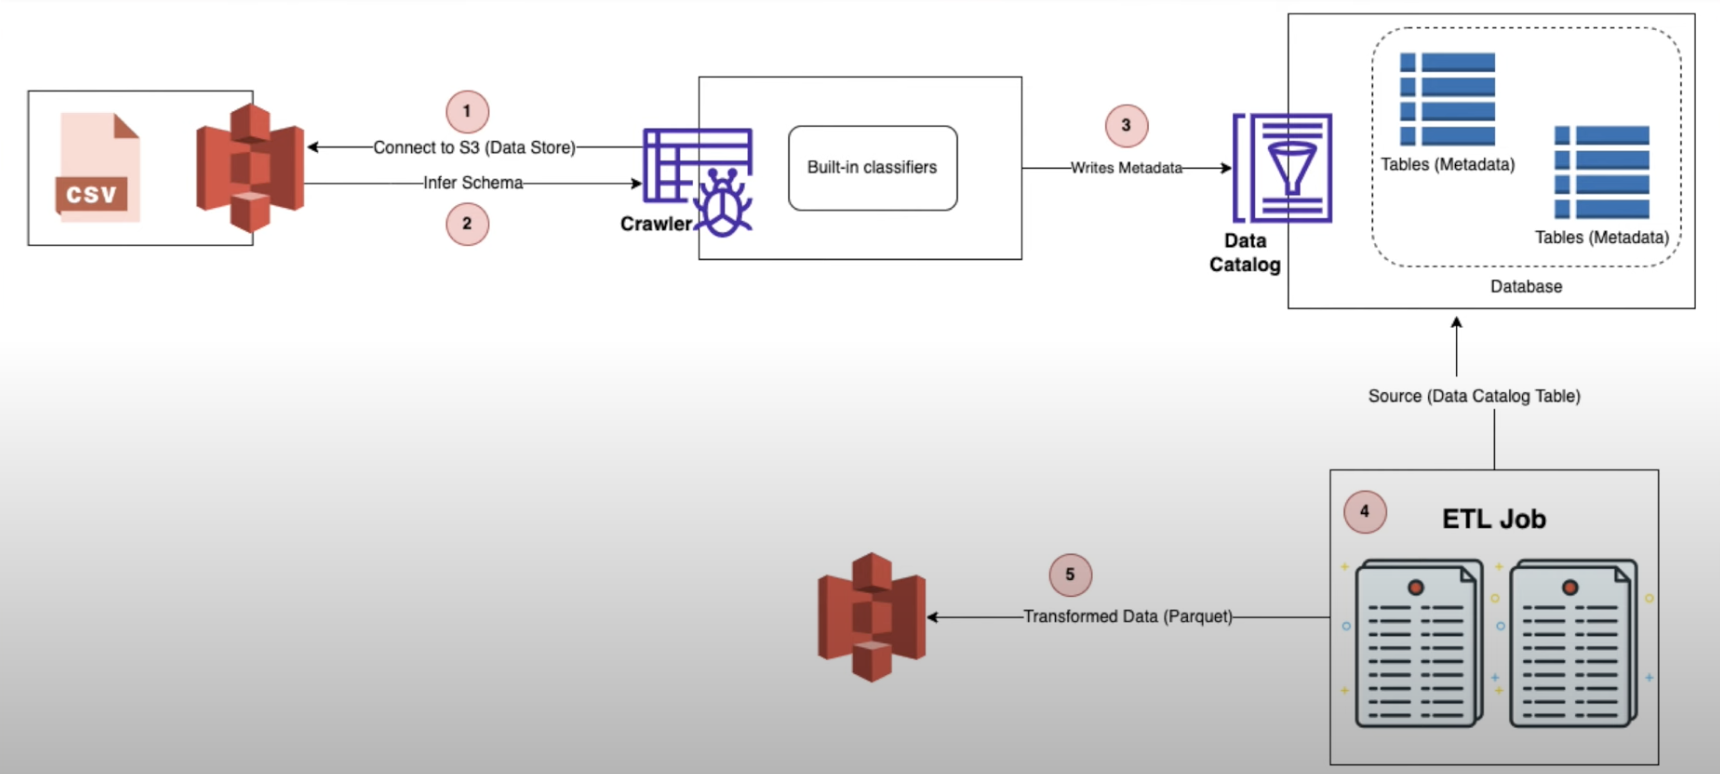 CSV
1
Connect to S3 (Data Store)
Infer Schema
2
Crawler
Built-in classifiers
3
Writes Metadata
Data
Catalog
Tables (Metadata)
Tables (Metadata)
Database
Source (Data Catalog Table)
4
ETL Job
5
Transformed Data (Parquet)